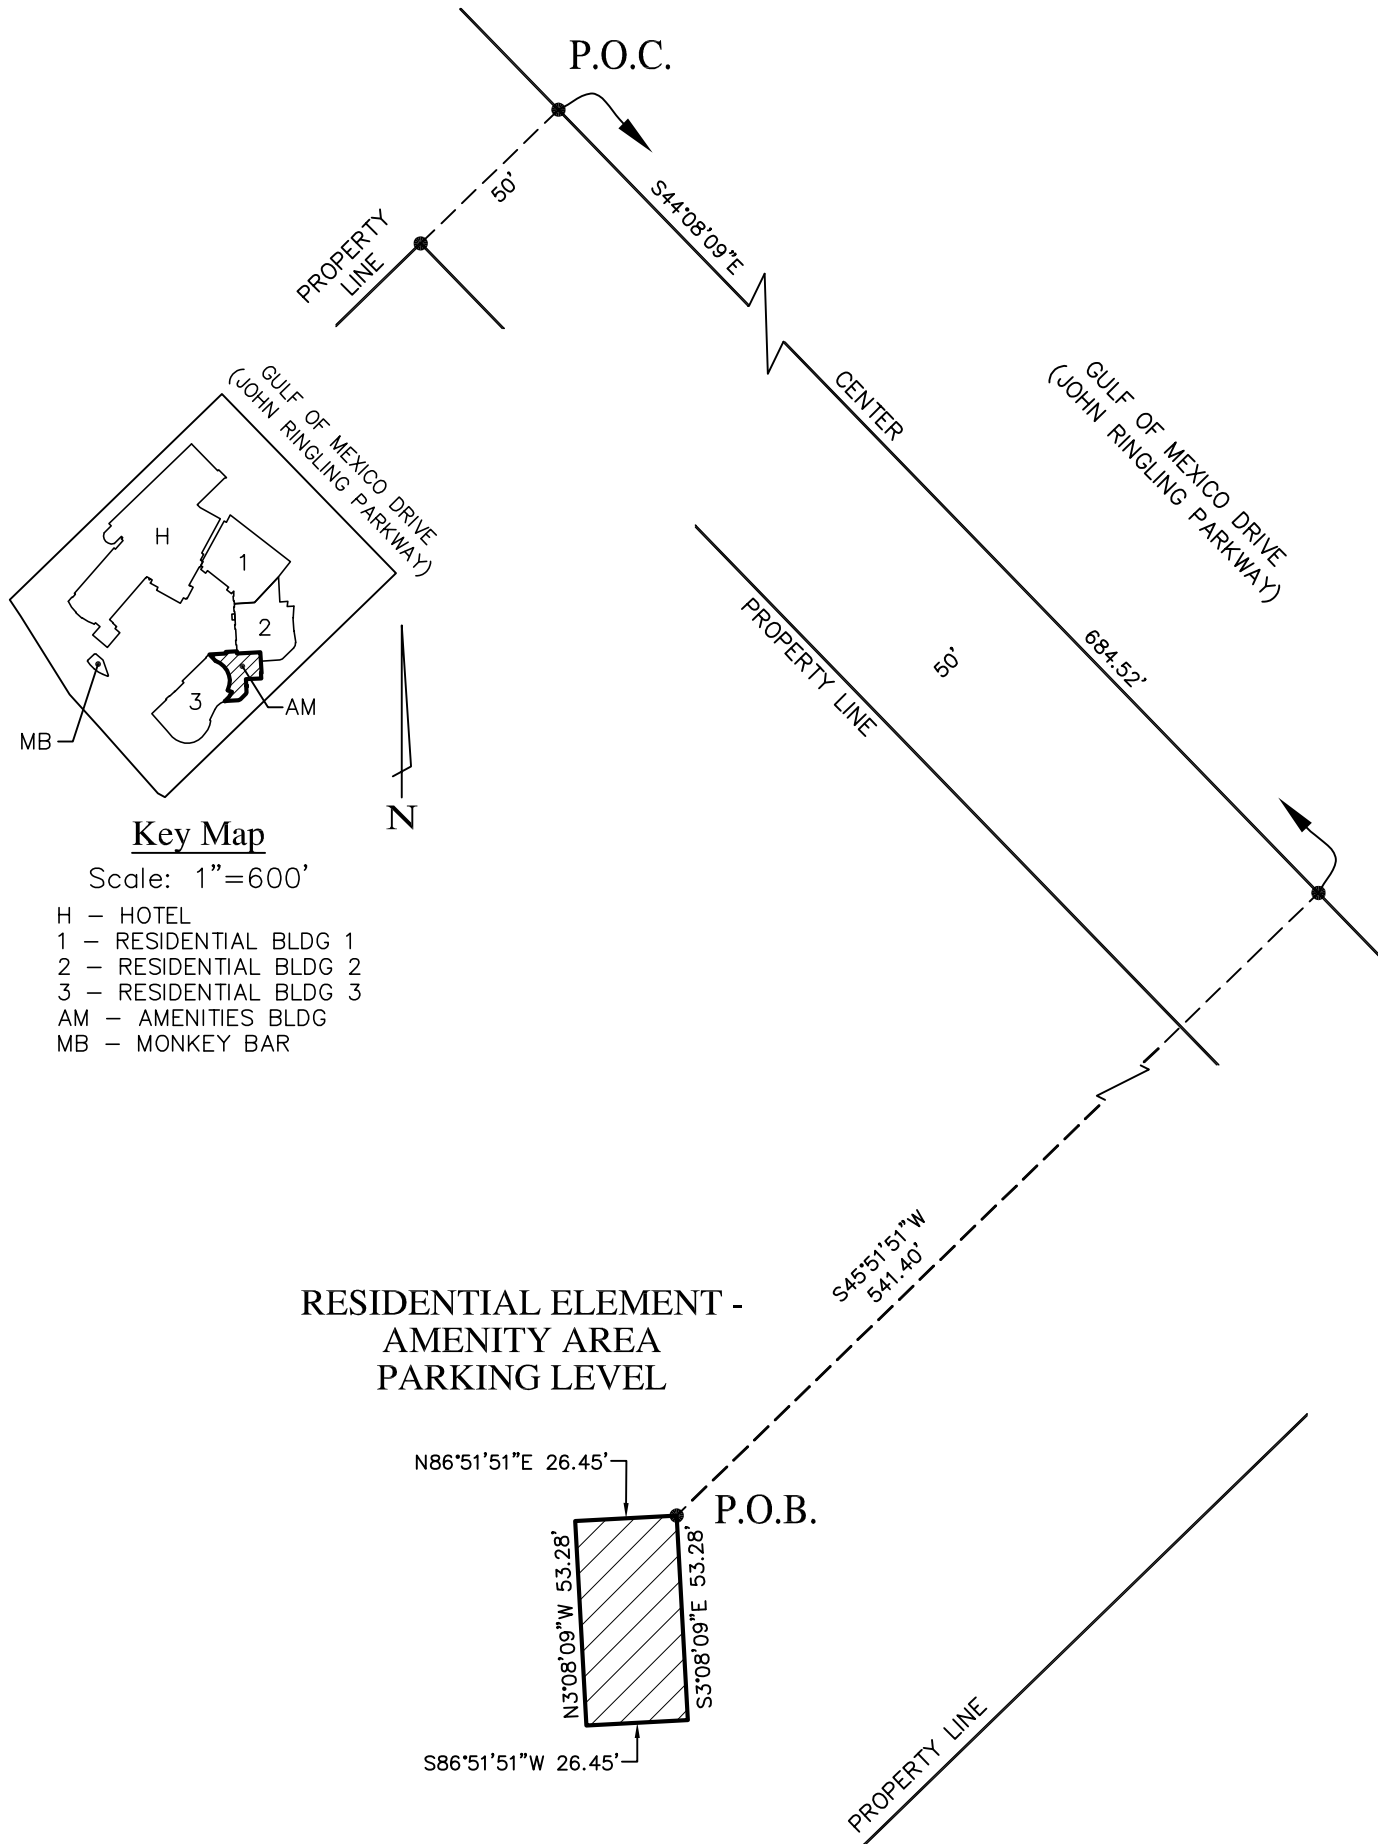 P.O.C.
50'
S44°08'09"E
PROPERTY
LINE
GULF OF MEXICO DRIVE
(JOHN RINGLING PARKWAY)
H
1
2
3
AM
MB
N
Key Map
Scale: 1"=600'
H – HOTEL
1 – RESIDENTIAL BLDG 1
2 – RESIDENTIAL BLDG 2
3 – RESIDENTIAL BLDG 3
AM – AMENITIES BLDG
MB – MONKEY BAR
CENTER
GULF OF MEXICO DRIVE
(JOHN RINGLING PARKWAY)
PROPERTY LINE
50'
684.52'
S45°51'51"W
541.40'
RESIDENTIAL ELEMENT -
AMENITY AREA
PARKING LEVEL
N86°51'51"E 26.45'
P.O.B.
N3°08'09"W 53.28'
S3°08'09"E 53.28'
S86°51'51"W 26.45'
PROPERTY LINE